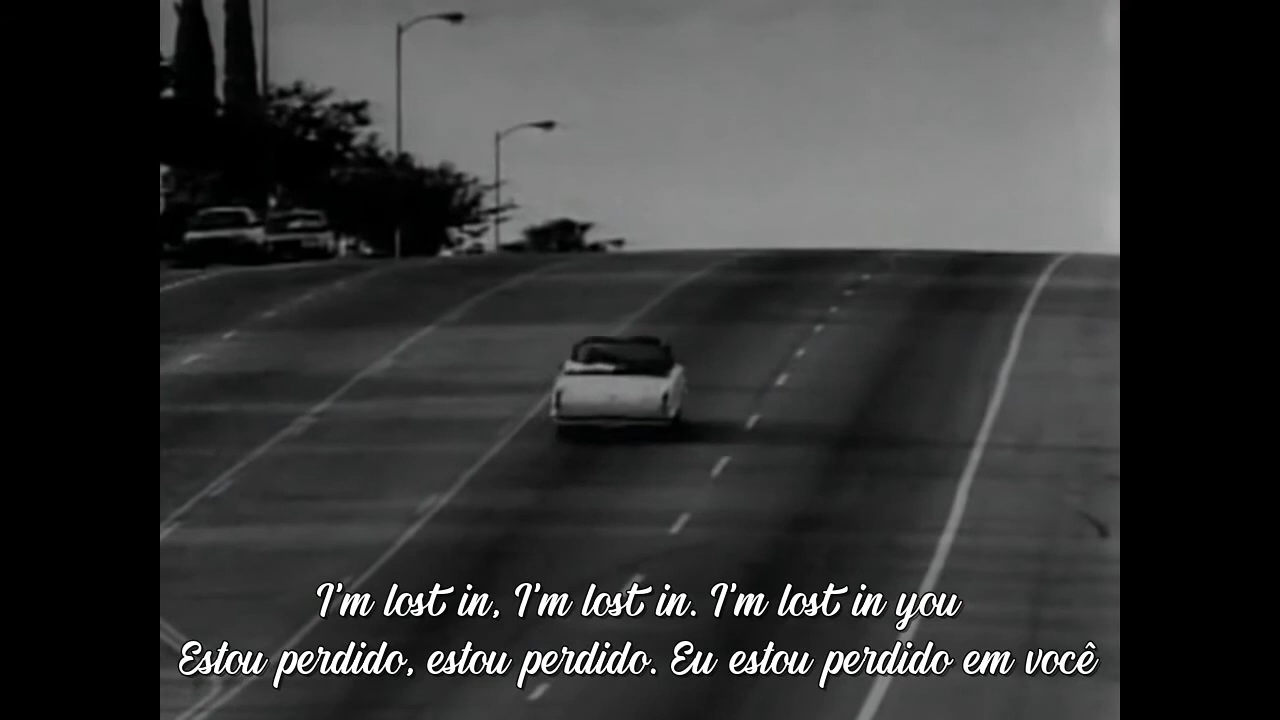 I'm lost in, I'm lost in. I'm lost in you
Estou perdido, estou perdido. Eu estou perdido em você